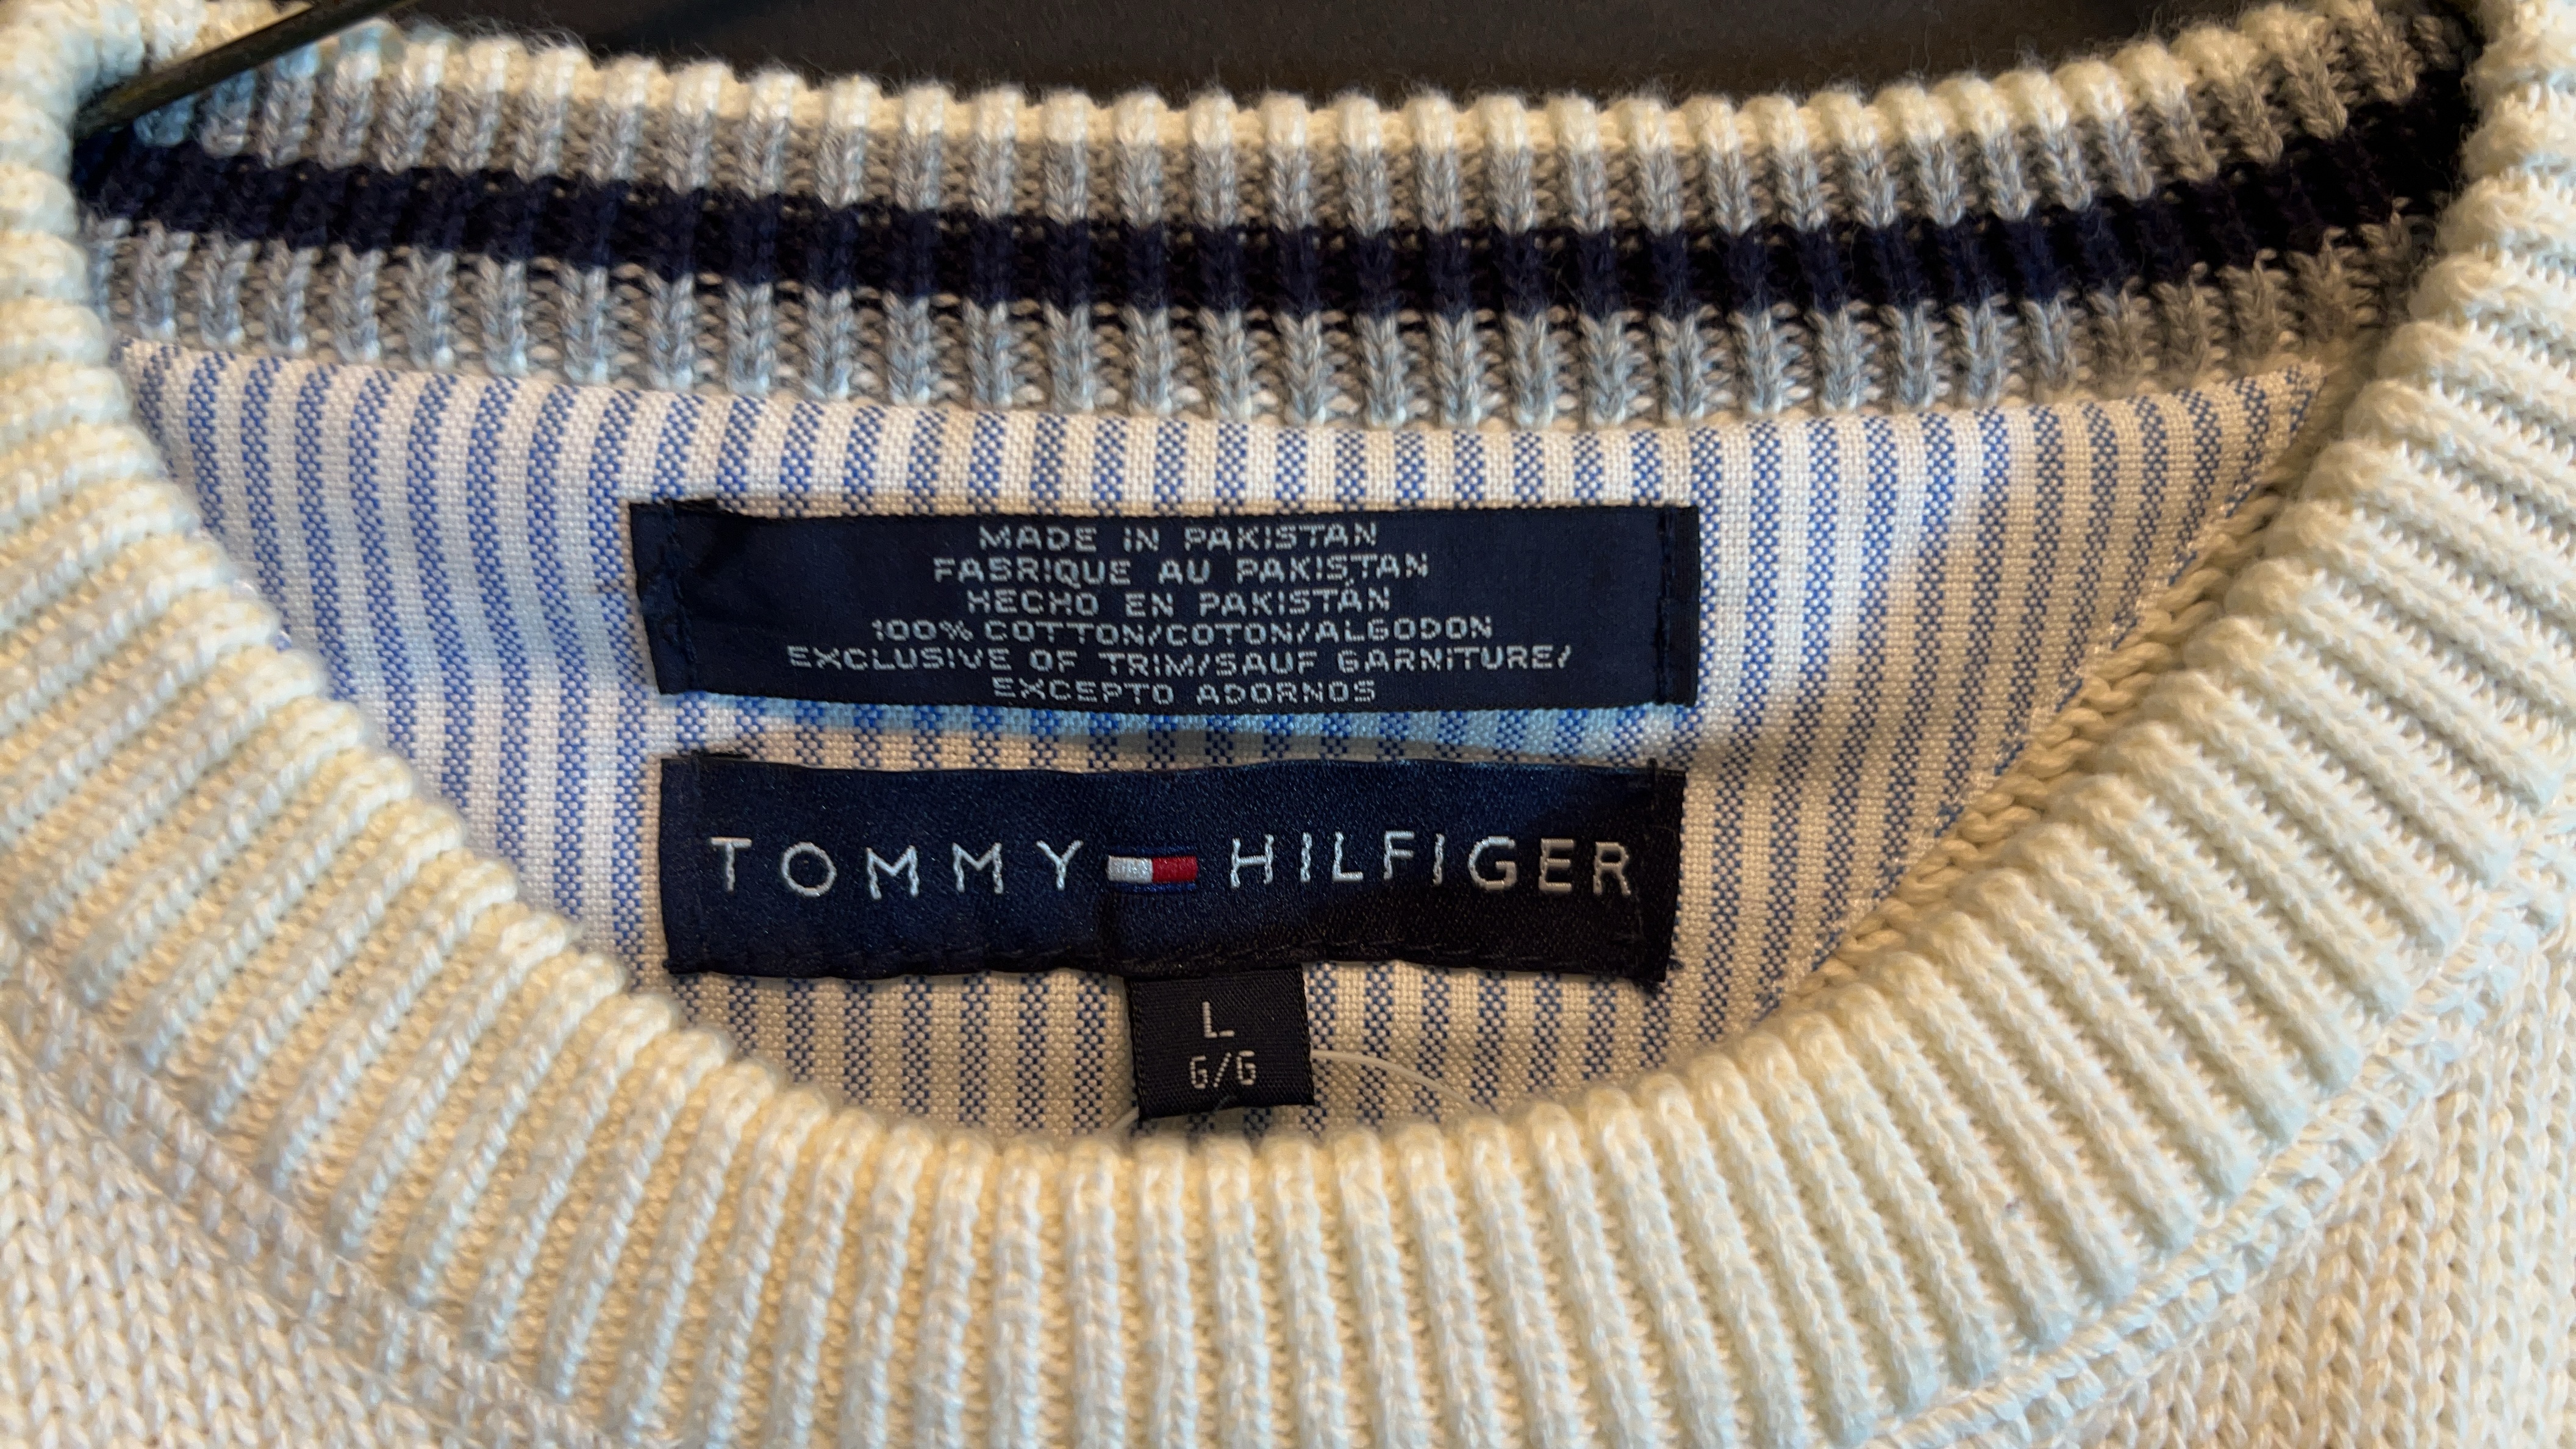 MADE IN PAKISTAN
FABRIQUE AU PAKISTAN
HECHO EN PAKISTÁN
100% COTTON/COTON/ALGODON
EXCLUSIVE OF TRIM/SAUF GARNITURE/
EXCEPTO ADORNOS
TOMMY HILFIGER
L
G/G